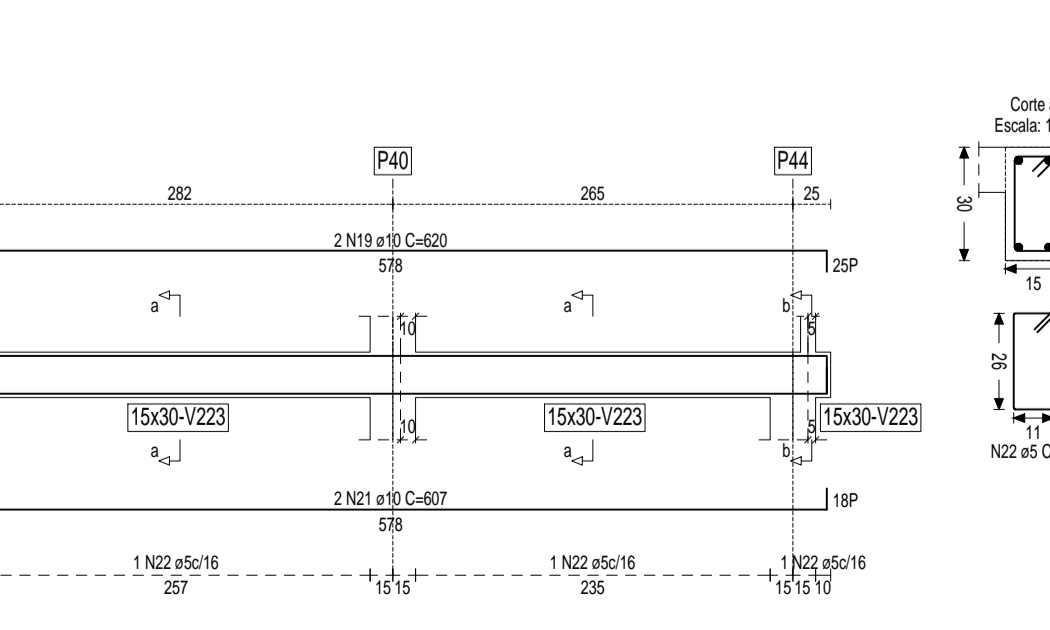 Corte
Escala: 1
P40
P44
282
265
25
30
2 N19 ø10 C=620
578
25P
15
a
a
b
10
5
26
15x30-V223
15x30-V223
15x30-V223
10
5
11
a
a
b
N22 ø5 C
2 N21 ø10 C=607
578
18P
1 N22 ø5c/16
1 N22 ø5c/16
1 N22 ø5c/16
257
15 15
235
15 15 10